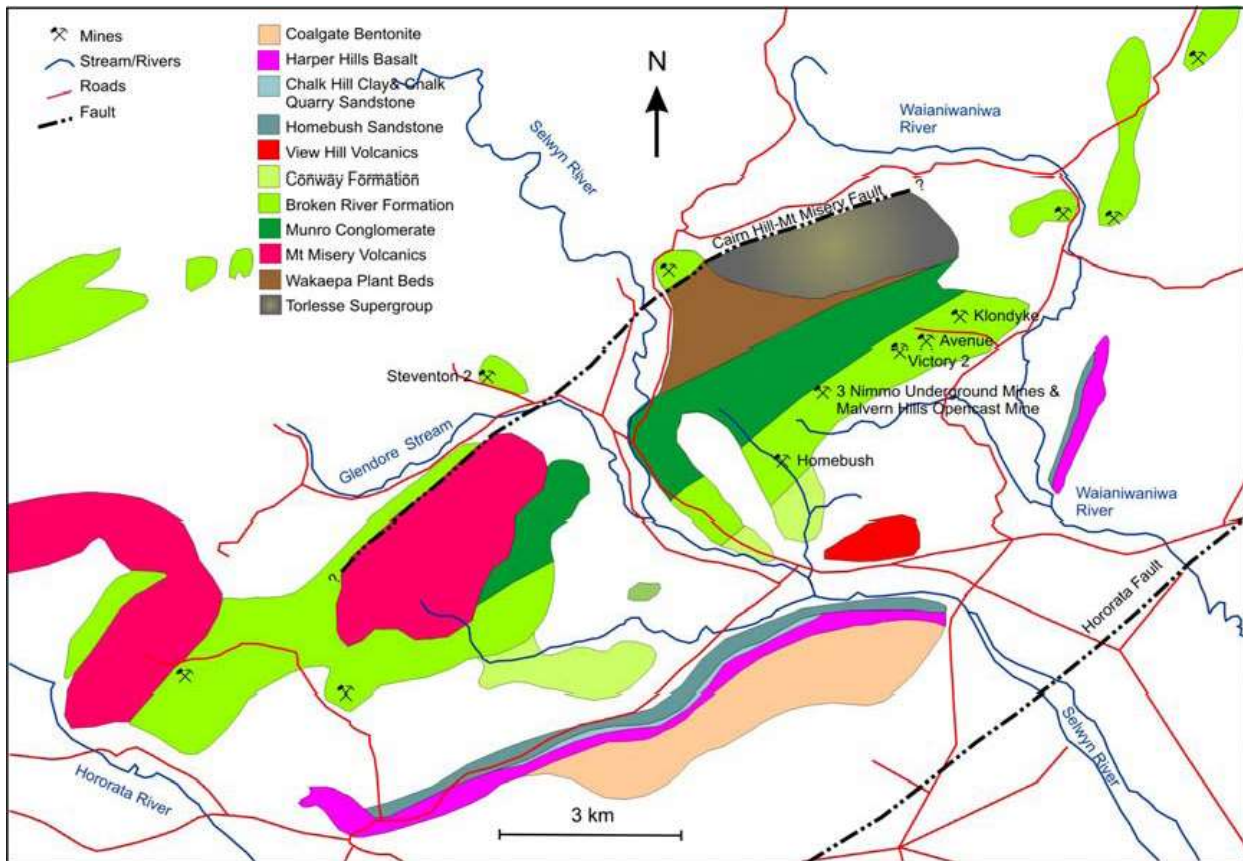 Mines
Stream/Rivers
Roads
Fault
Coalgate Bentonite
Harper Hills Basalt
Chalk Hill Clay& Chalk
Quarry Sandstone
Homebush Sandstone
View Hill Volcanics
Conway Formation
Broken River Formation
Munro Conglomerate
Mt Misery Volcanics
Wakaepa Plant Beds
Torlesse Supergroup
N
Selwyn River
Waianiwaniwa
River
Cairn Hill-Mt Misery Fault
?
Klondyke
Avenue
Victory 2
Steventon 2
3 Nimmo Underground Mines &
Malvern Hills Opencast Mine
Glendore Stream
Homebush
Waianiwaniwa
River
?
Hororata Fault
Selwyn River
Hororata River
3 km